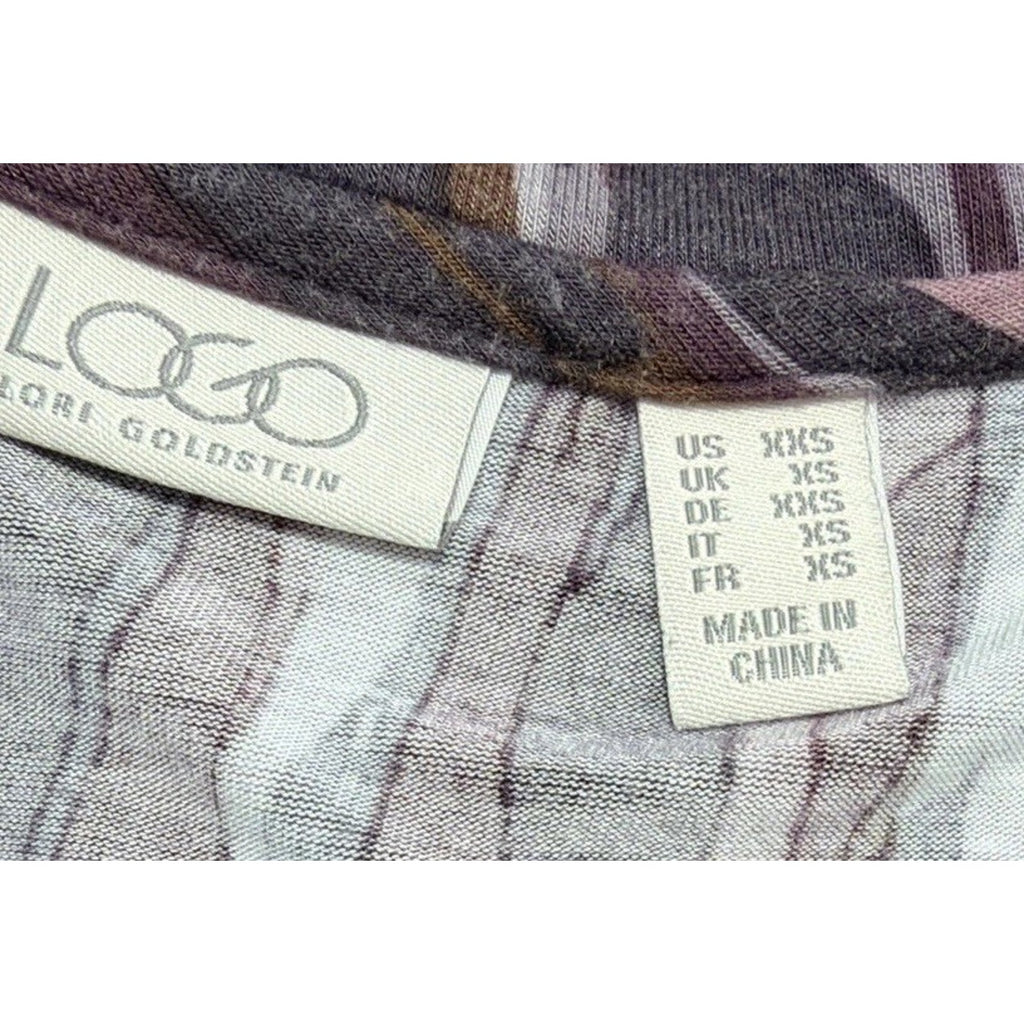 LOGO
LORI GOLDSTEIN
US XXS
UK XS
DE XXS
IT XS
FR XS
MADE IN
CHINA